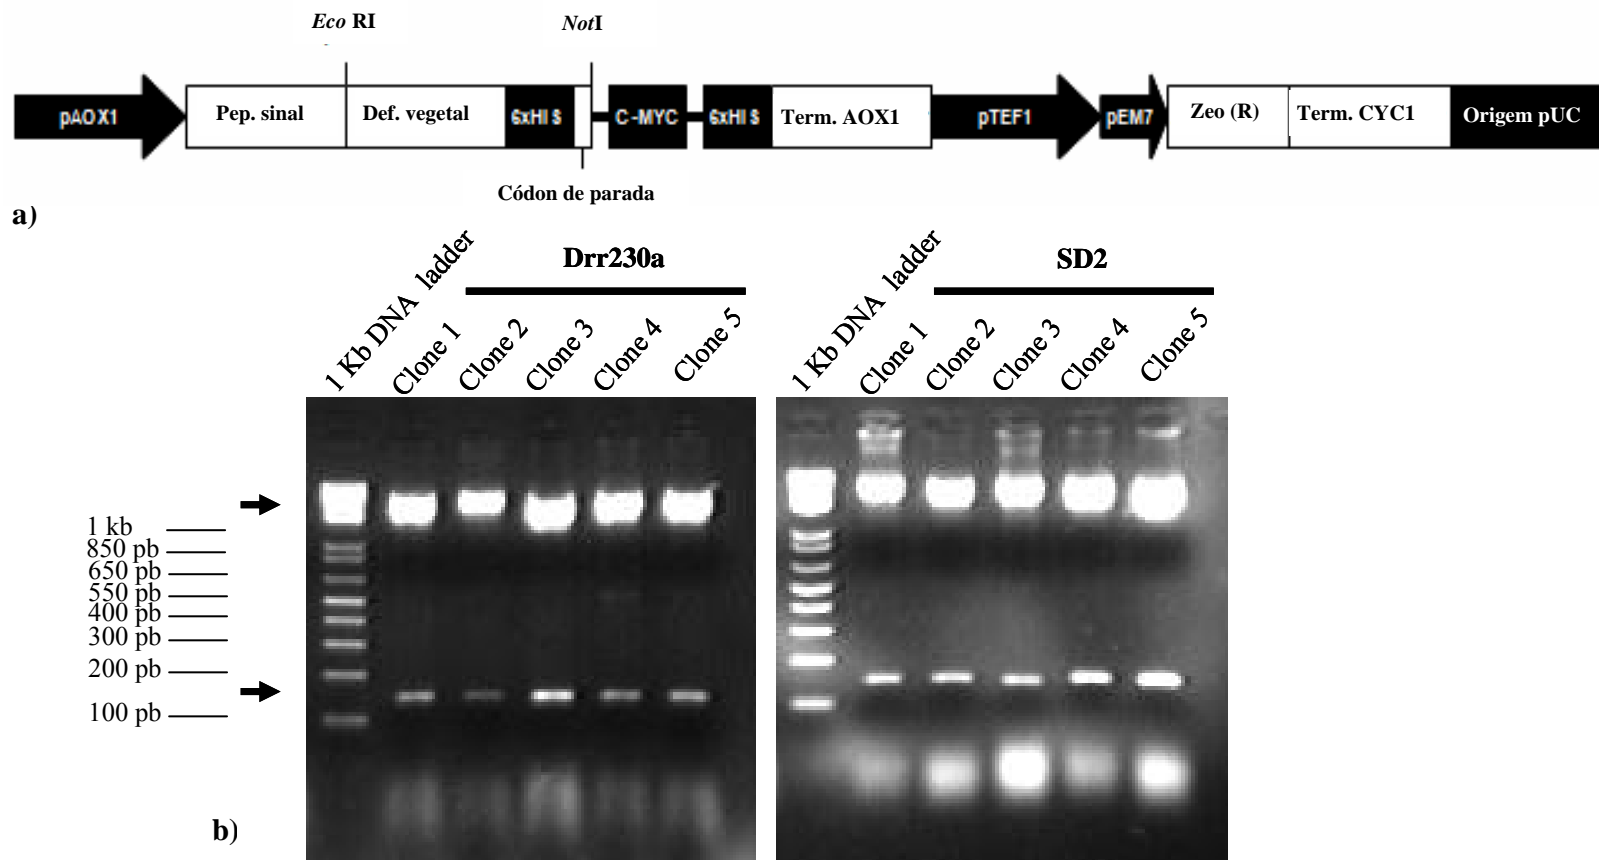 Eco RI
NotI
pAOX1
Pep. sinal
Def. vegetal
6xHIS
C-MYC
6xHIS
Term. AOX1
pTEF1
pEM7
Zeo (R)
Term. CYC1
Origem pUC
Códon de parada
a)
1 Kb DNA ladder
Drr230a
Clone 1
Clone 2
Clone 3
Clone 4
Clone 5
1 Kb DNA ladder
SD2
Clone 1
Clone 2
Clone 3
Clone 4
Clone 5
1 kb
850 pb
650 pb
550 pb
400 pb
300 pb
200 pb
100 pb
b)